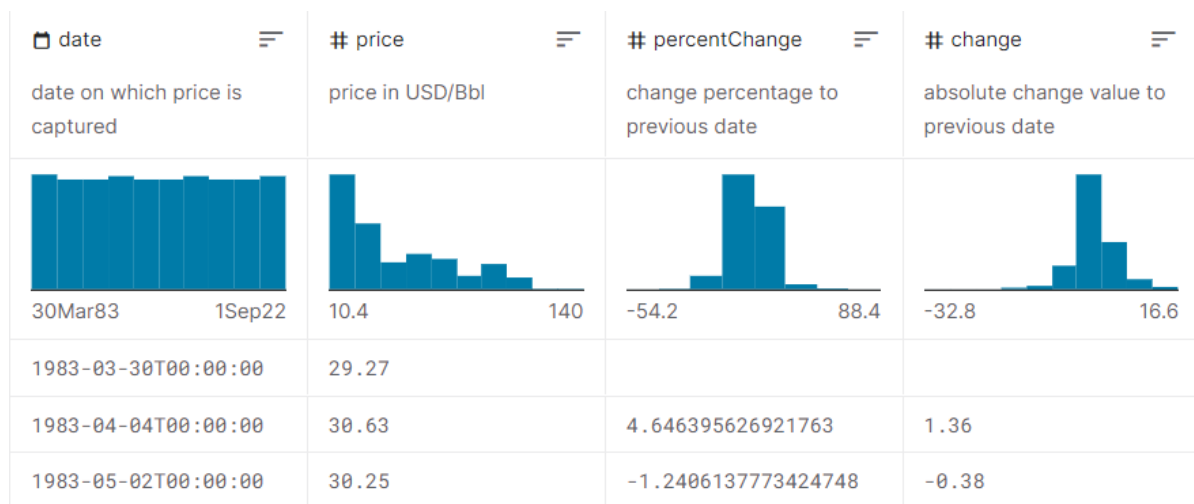 date
price
percentChange
change
date on which price is
captured
price in USD/Bbl
change percentage to
previous date
absolute change value to
previous date
30Mar83 1Sep22
10.4 140
-54.2 88.4
-32.8 16.6
1983-03-30T00:00:00 29.27
1983-04-04T00:00:00 30.63 4.646395626921763 1.36
1983-05-02T00:00:00 30.25 -1.2406137773424748 -0.38